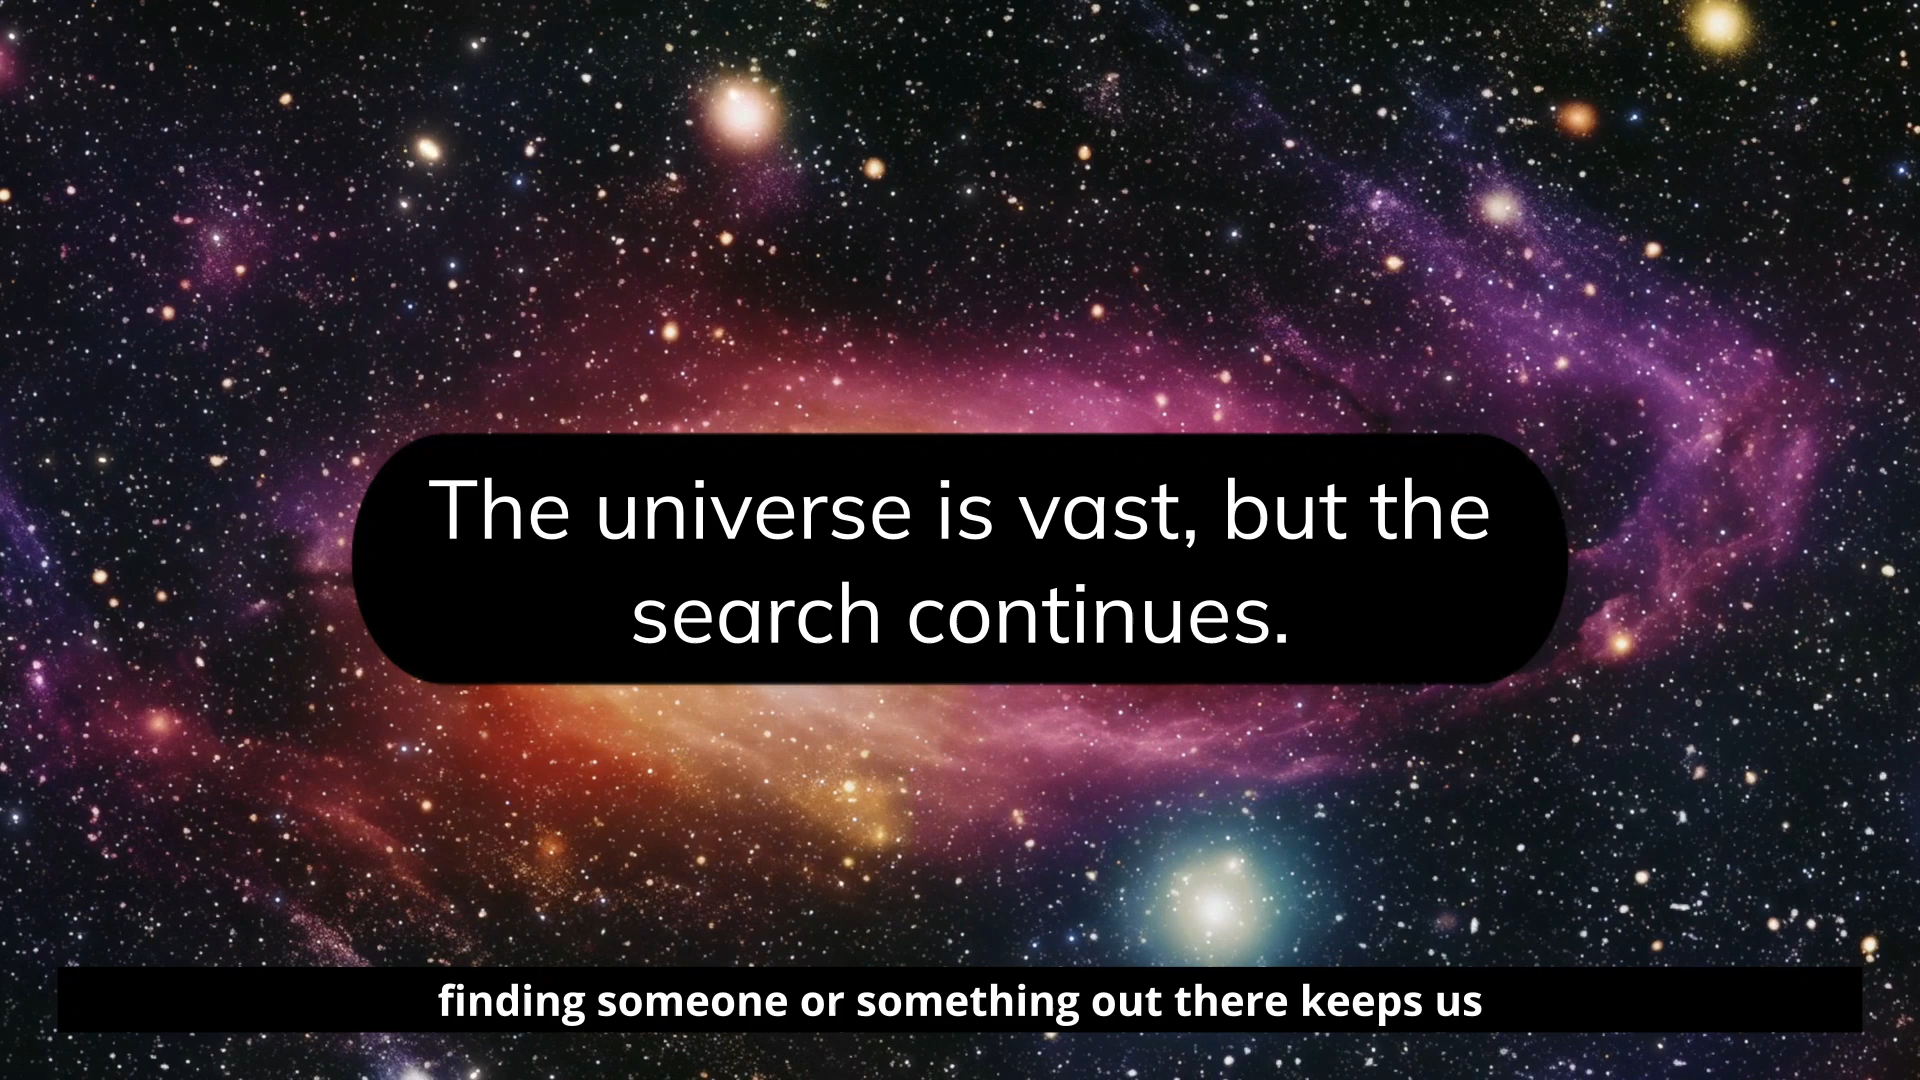 The universe is vast, but the
search continues.
finding someone or something out there keeps us